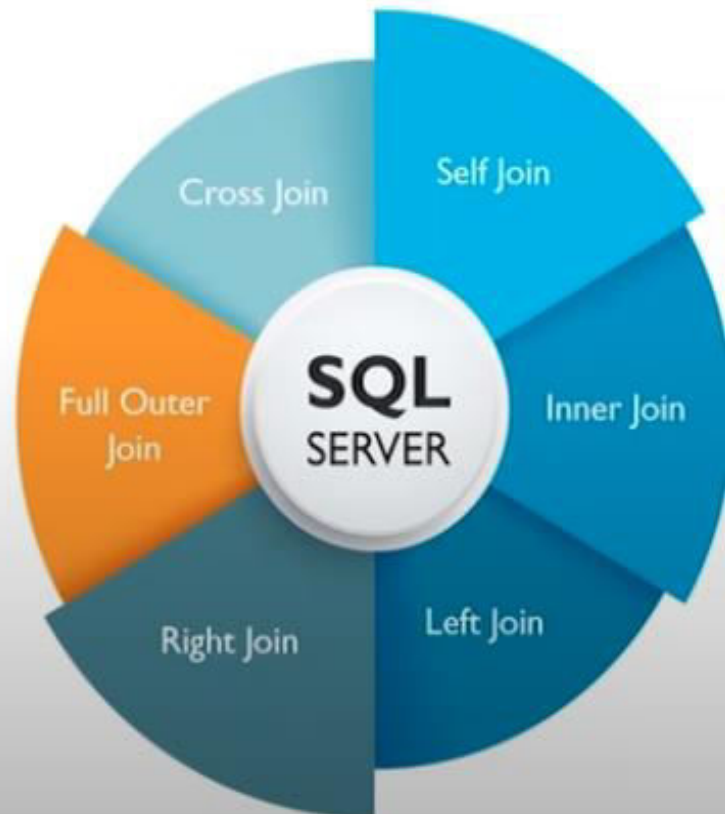 Cross Join
Self Join
Full Outer
Join
SQL
SERVER
Inner Join
Right Join
Left Join